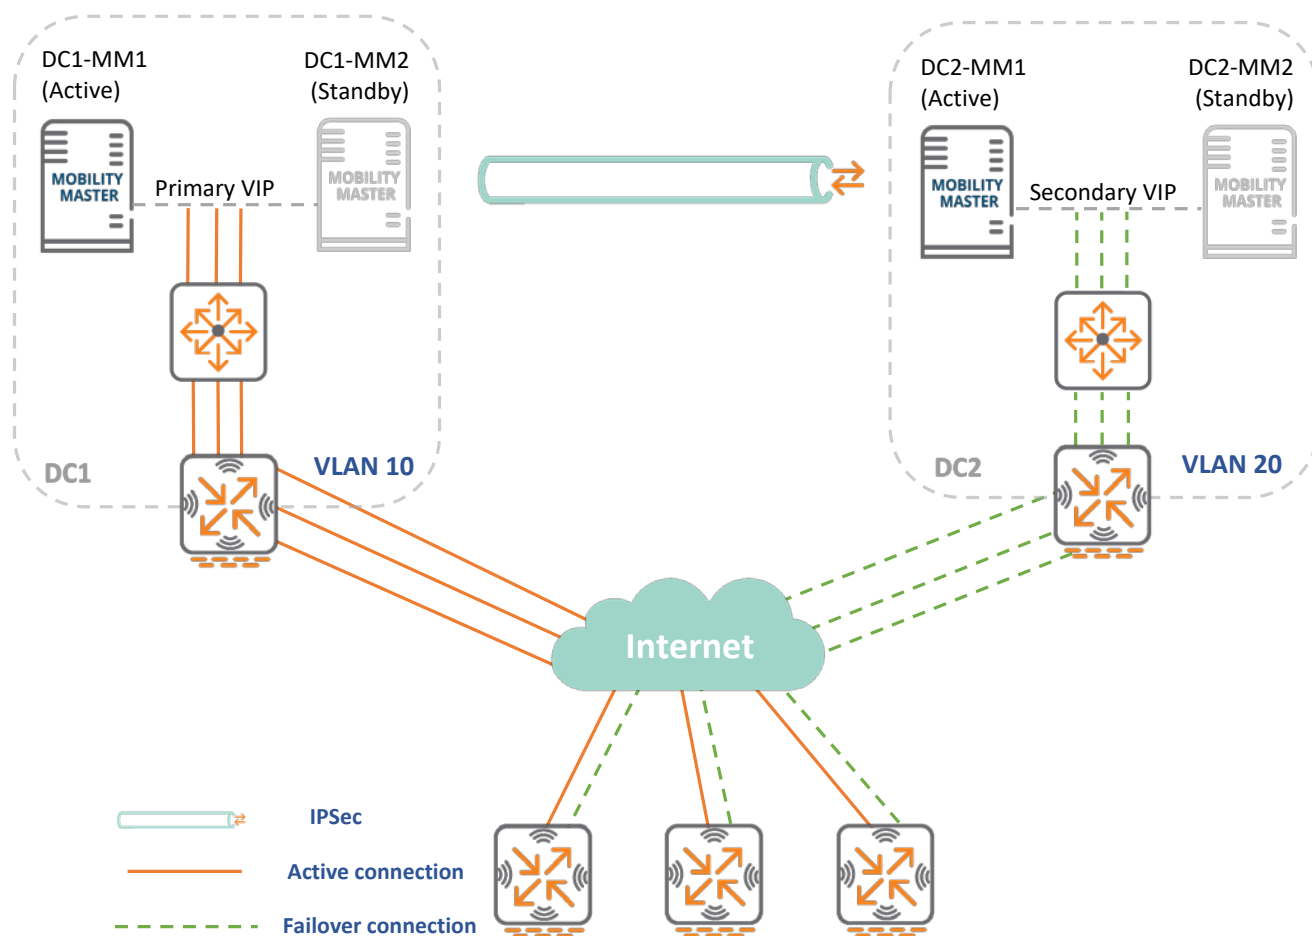 DC1-MM1
(Active)
DC1-MM2
(Standby)
MOBILITY
MASTER
Primary VIP
MOBILITY
MASTER
DC1
VLAN 10
DC2-MM1
(Active)
DC2-MM2
(Standby)
MOBILITY
MASTER
Secondary VIP
MOBILITY
MASTER
DC2
VLAN 20
Internet
IPSec
Active connection
Failover connection